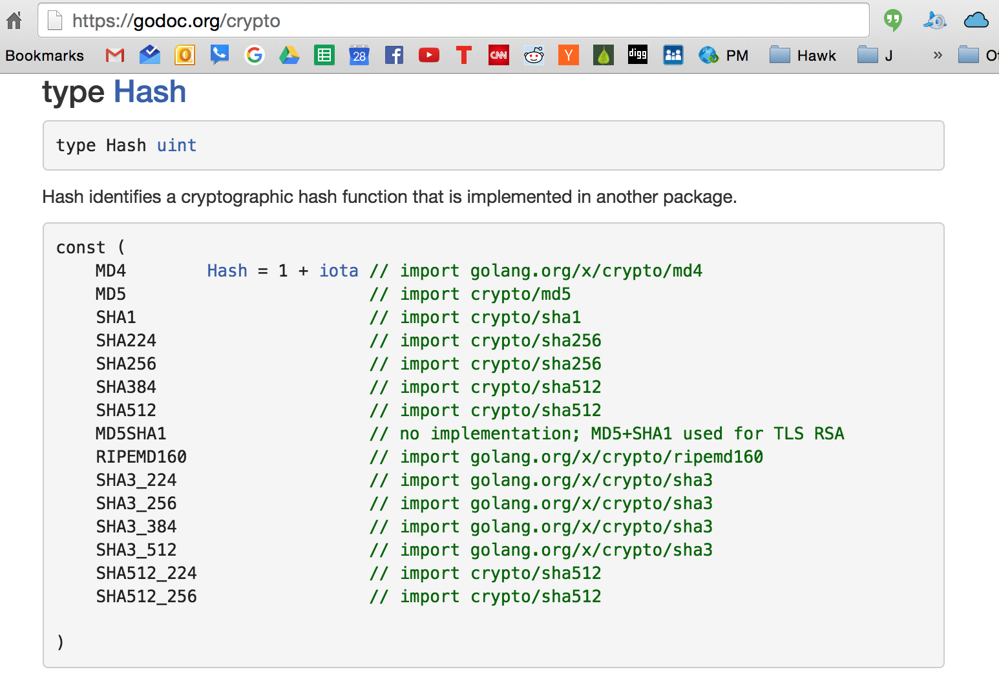 https://godoc.org/crypto
Bookmarks 28 CNN Y digg PM Hawk J » Ot
type Hash
type Hash uint
Hash identifies a cryptographic hash function that is implemented in another package.
const (
MD4 Hash = 1 + iota // import golang.org/x/crypto/md4
MD5 // import crypto/md5
SHA1 // import crypto/sha1
SHA224 // import crypto/sha256
SHA256 // import crypto/sha256
SHA384 // import crypto/sha512
SHA512 // import crypto/sha512
MD5SHA1 // no implementation; MD5+SHA1 used for TLS RSA
RIPEMD160 // import golang.org/x/crypto/ripemd160
SHA3_224 // import golang.org/x/crypto/sha3
SHA3_256 // import golang.org/x/crypto/sha3
SHA3_384 // import golang.org/x/crypto/sha3
SHA3_512 // import golang.org/x/crypto/sha3
SHA512_224 // import crypto/sha512
SHA512_256 // import crypto/sha512
)